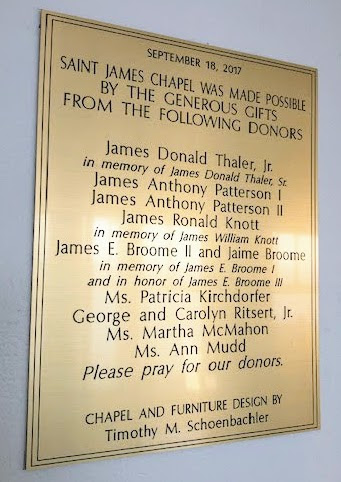 SEPTEMBER 18, 2017
SAINT JAMES CHAPEL WAS MADE POSSIBLE
BY THE GENEROUS GIFTS
FROM THE FOLLOWING DONORS
James Donald Thaler, Jr.
in memory of James Donald Thaler, Sr.
James Anthony Patterson I
James Anthony Patterson II
James Ronald Knott
in memory of James William Knott
James E. Broome II and Jaime Broome
in memory of James E. Broome I
and in honor of James E. Broome III
Ms. Patricia Kirchdorfer
George and Carolyn Ritsert, Jr.
Ms. Martha McMahon
Ms. Ann Mudd
Please pray for our donors.
CHAPEL AND FURNITURE DESIGN BY
Timothy M. Schoenbachler